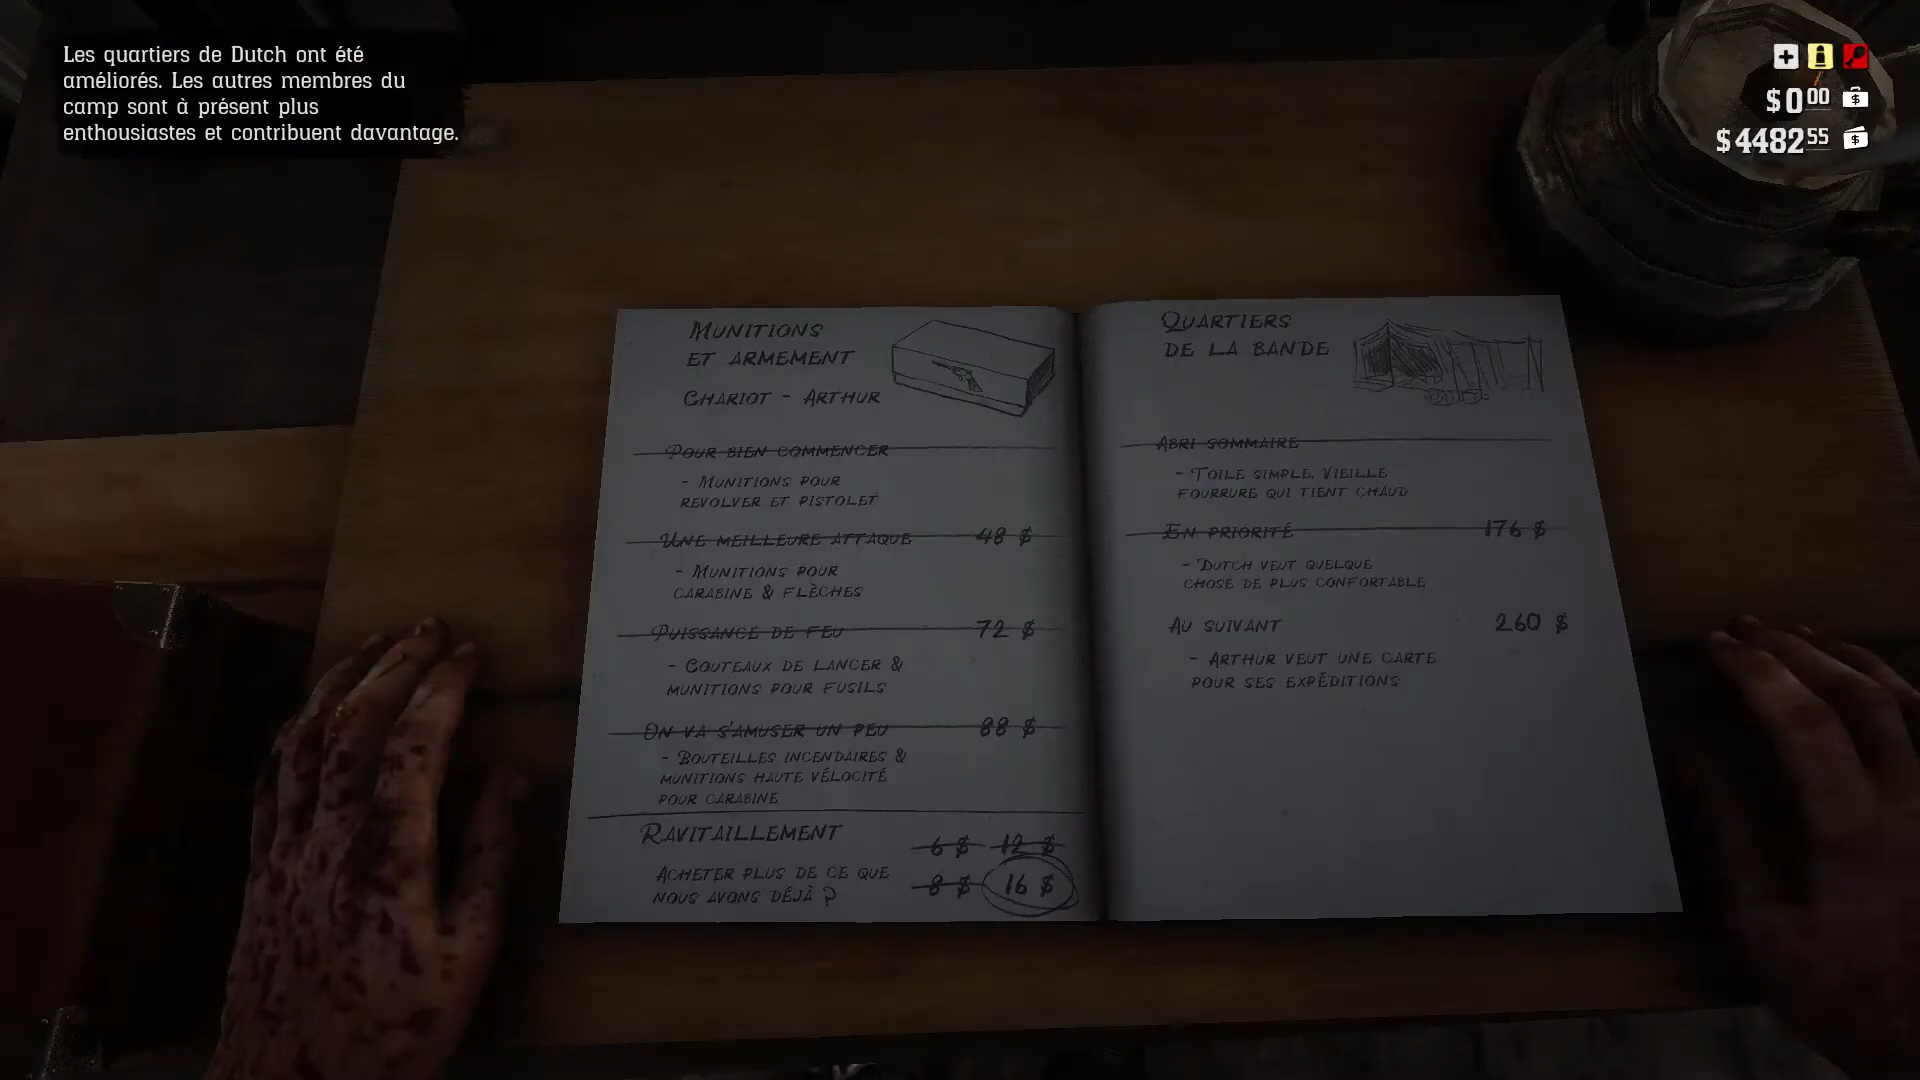 Les quartiers de Dutch ont été
améliorés. Les autres membres du
camp sont à présent plus
enthousiastes et contribuent davantage.
$0 00
$4482 55
MUNITIONS
ET ARMEMENT
CHARIOT - ARTHUR
POUR BIEN COMMENCER
- MUNITIONS POUR
REVOLVER ET PISTOLET
UNE MEILLEURE ATTAQUE 48 $
- MUNITIONS POUR
CARABINE & FLÈCHES
PUISSANCE DE FEU 72 $
- COUTEAUX DE LANCER &
MUNITIONS POUR FUSILS
ON VA S'AMUSER UN PEU 88 $
- BOUTEILLES INCENDAIRES &
MUNITIONS HAUTE VÉLOCITÉ
POUR CARABINE
RAVITAILLEMENT 6 $ 12 $
ACHETER PLUS DE CE QUE
NOUS AVONS DÉJÀ ? 8 $ 16 $
QUARTIERS
DE LA BANDE
ABRI SOMMAIRE
- TOILE SIMPLE, VIEILLE
FOURRURE QUI TIENT CHAUD
EN PRIORITÉ 176 $
- DUTCH VEUT QUELQUE
CHOSE DE PLUS CONFORTABLE
AU SUIVANT 260 $
- ARTHUR VEUT UNE CARTE
POUR SES EXPÉDITIONS